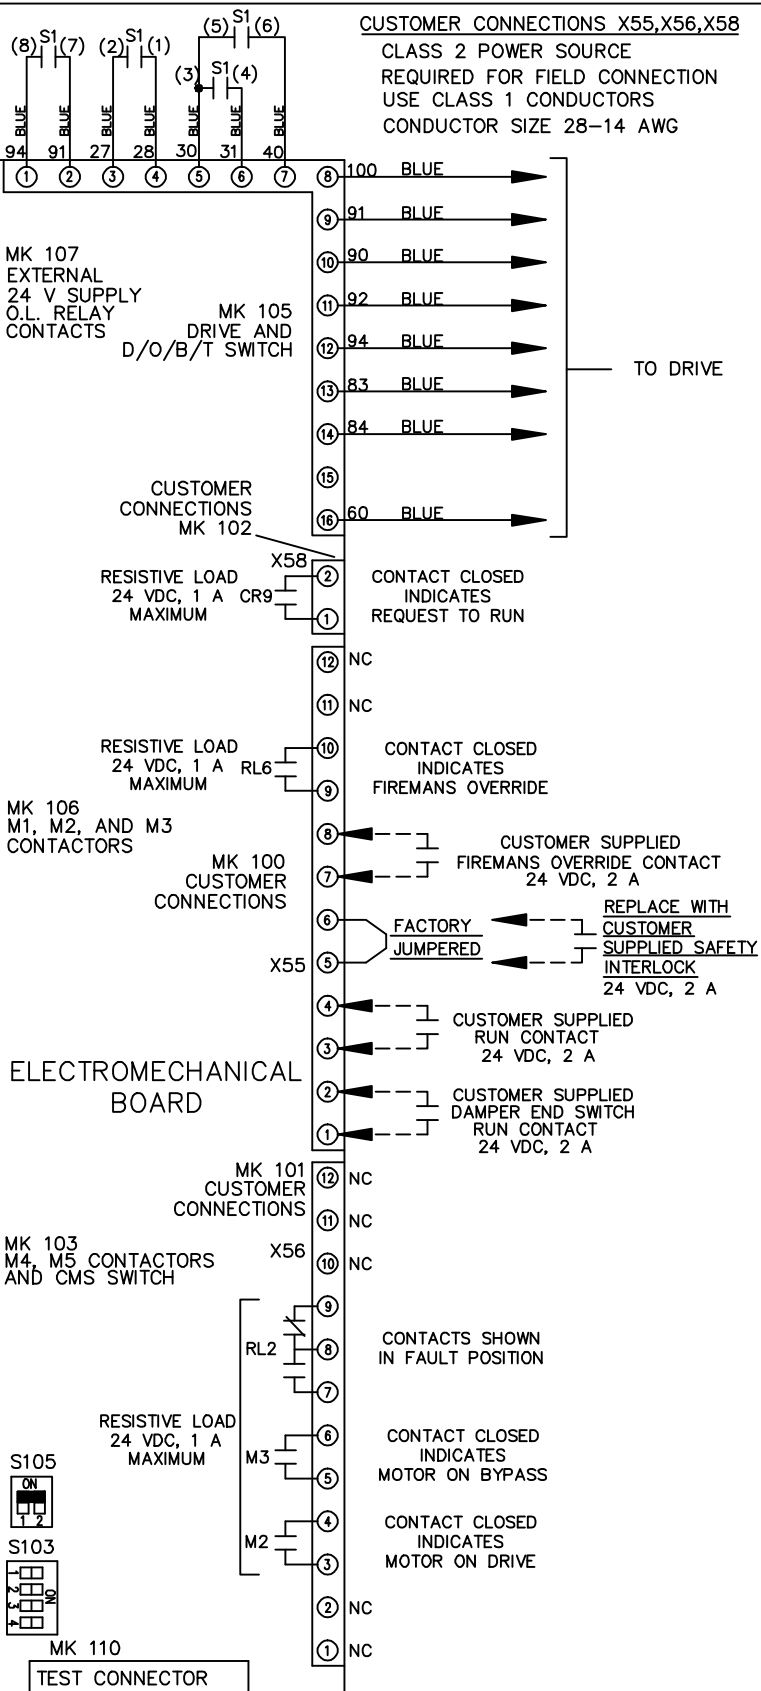 CUSTOMER CONNECTIONS X55,X56,X58
CLASS 2 POWER SOURCE
REQUIRED FOR FIELD CONNECTION
USE CLASS 1 CONDUCTORS
CONDUCTOR SIZE 28-14 AWG
(5) S1 (6)
(8) S1 (7) (2) S1 (1)
(3) S1 (4)
BLUE BLUE BLUE BLUE BLUE BLUE BLUE
94 91 27 28 30 31 40
1 2 3 4 5 6 7 8 100 BLUE
9 91 BLUE
10 90 BLUE
11 92 BLUE
12 94 BLUE
13 83 BLUE
14 84 BLUE
15
16 60 BLUE
TO DRIVE
MK 107
EXTERNAL
24 V SUPPLY
O.L. RELAY
CONTACTS
MK 105
DRIVE AND
D/O/B/T SWITCH
CUSTOMER
CONNECTIONS
MK 102
X58
RESISTIVE LOAD
24 VDC, 1 A
MAXIMUM
CR9
2
1
CONTACT CLOSED
INDICATES
REQUEST TO RUN
12 NC
11 NC
RESISTIVE LOAD
24 VDC, 1 A
MAXIMUM
RL6
10
9
CONTACT CLOSED
INDICATES
FIREMANS OVERRIDE
MK 106
M1, M2, AND M3
CONTACTORS
MK 100
CUSTOMER
CONNECTIONS
8
7
CUSTOMER SUPPLIED
FIREMANS OVERRIDE CONTACT
24 VDC, 2 A
6
5
X55
FACTORY
JUMPERED
REPLACE WITH
CUSTOMER
SUPPLIED SAFETY
INTERLOCK
24 VDC, 2 A
4
3
CUSTOMER SUPPLIED
RUN CONTACT
24 VDC, 2 A
ELECTROMECHANICAL
BOARD
2
1
CUSTOMER SUPPLIED
DAMPER END SWITCH
RUN CONTACT
24 VDC, 2 A
MK 101
CUSTOMER
CONNECTIONS
X56
12 NC
11 NC
10 NC
MK 103
M4, M5 CONTACTORS
AND CMS SWITCH
9
RL2 8
7
CONTACTS SHOWN
IN FAULT POSITION
RESISTIVE LOAD
24 VDC, 1 A
MAXIMUM
6
M3
5
CONTACT CLOSED
INDICATES
MOTOR ON BYPASS
4
M2
3
CONTACT CLOSED
INDICATES
MOTOR ON DRIVE
2 NC
1 NC
S105
ON
1 2
S103
1
2
3
4
ON
MK 110
TEST CONNECTOR